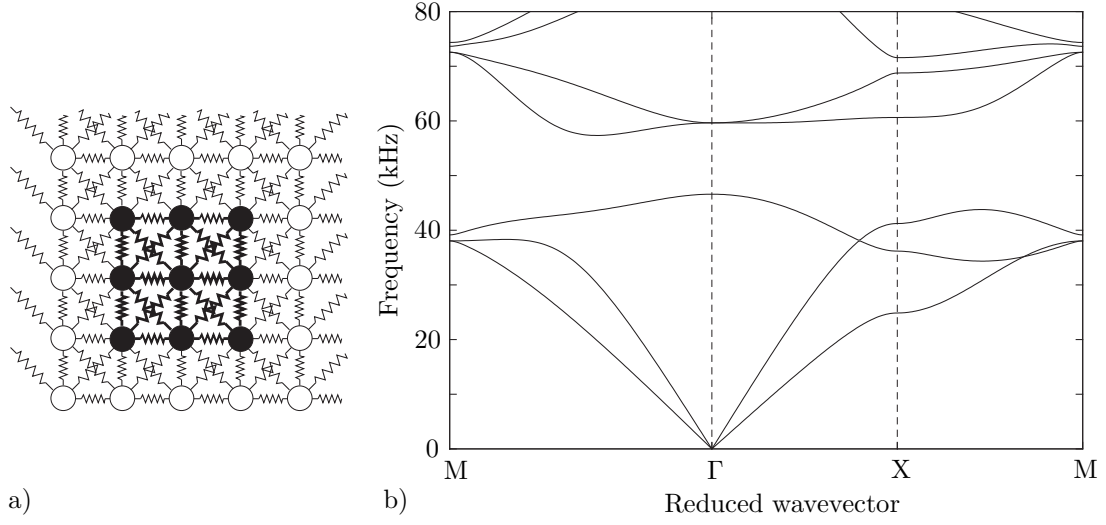 80
60
40
20
0
Frequency (kHz)
M Γ X M
Reduced wavevector
a) b)